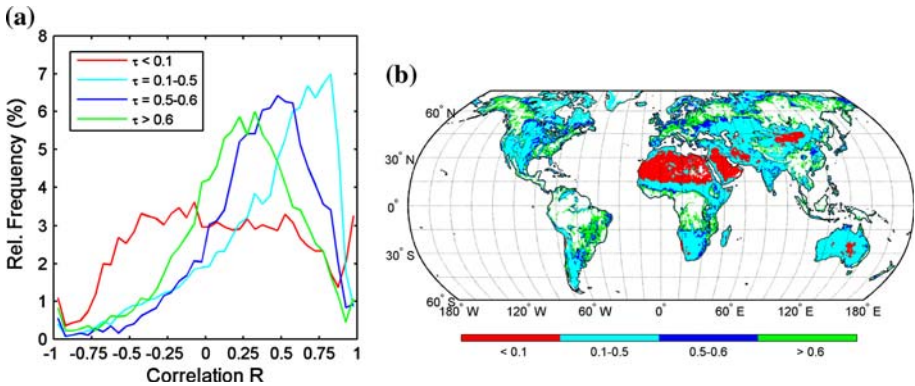 (a)
8
7
6
5
4
3
2
1
0
Rel. Frequency (%)
τ < 0.1
τ = 0.1-0.5
τ = 0.5-0.6
τ > 0.6
-1 -0.75 -0.5 -0.25 0 0.25 0.5 0.75 1
Correlation R
(b)
60° N
30° N
0°
30° S
60° S
180° W 120° W 60° W 0° 60° E 120° E 180° E
< 0.1 0.1-0.5 0.5-0.6 > 0.6